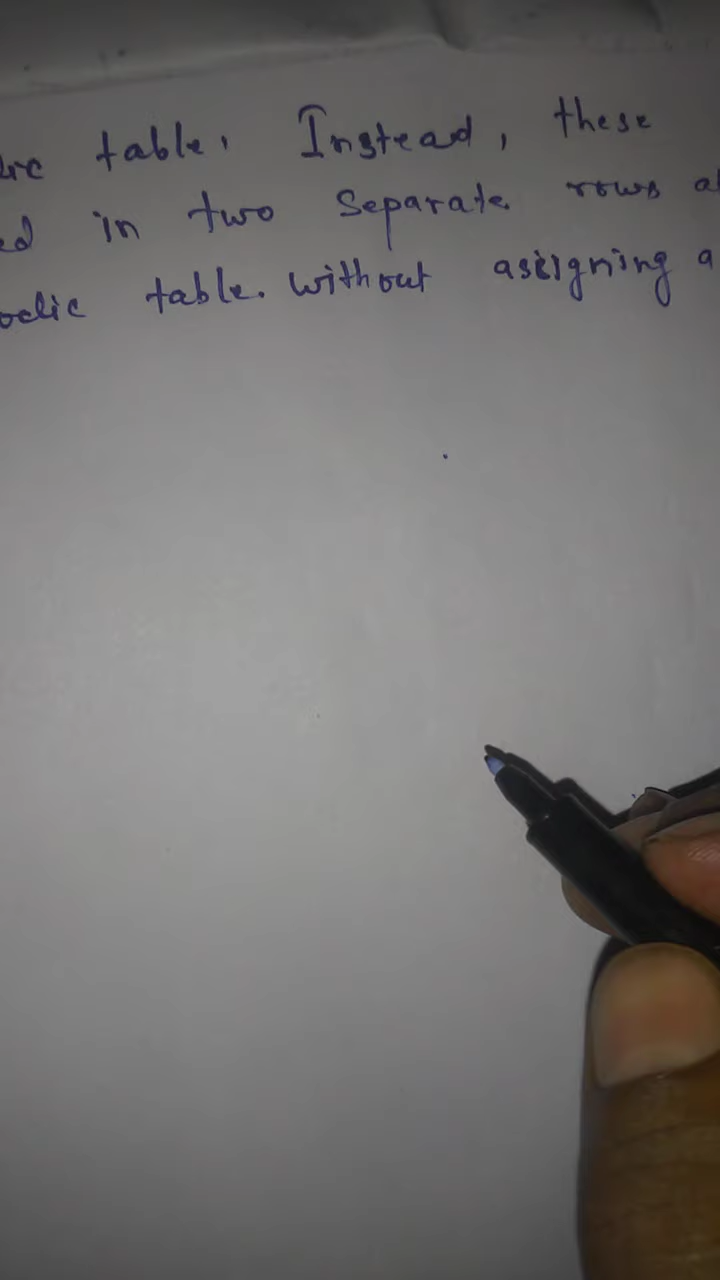 table. Instead, these
in two separate rows
table. without assigning a